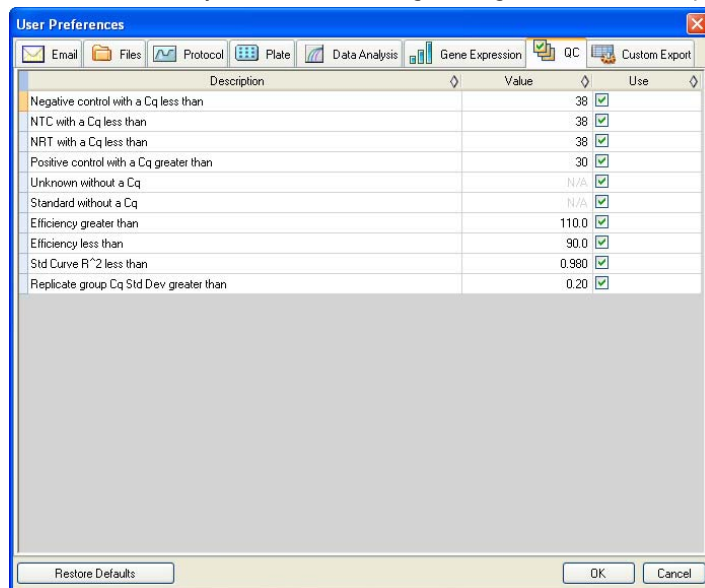 User Preferences
Email Files Protocol Plate Data Analysis Gene Expression QC Custom Export
Description Value Use
Negative control with a Cq less than 38
NTC with a Cq less than 38
NRT with a Cq less than 38
Positive control with a Cq greater than 30
Unknown without a Cq N/A
Standard without a Cq N/A
Efficiency greater than 110.0
Efficiency less than 90.0
Std Curve R^2 less than 0.980
Replicate group Cq Std Dev greater than 0.20
Restore Defaults OK Cancel